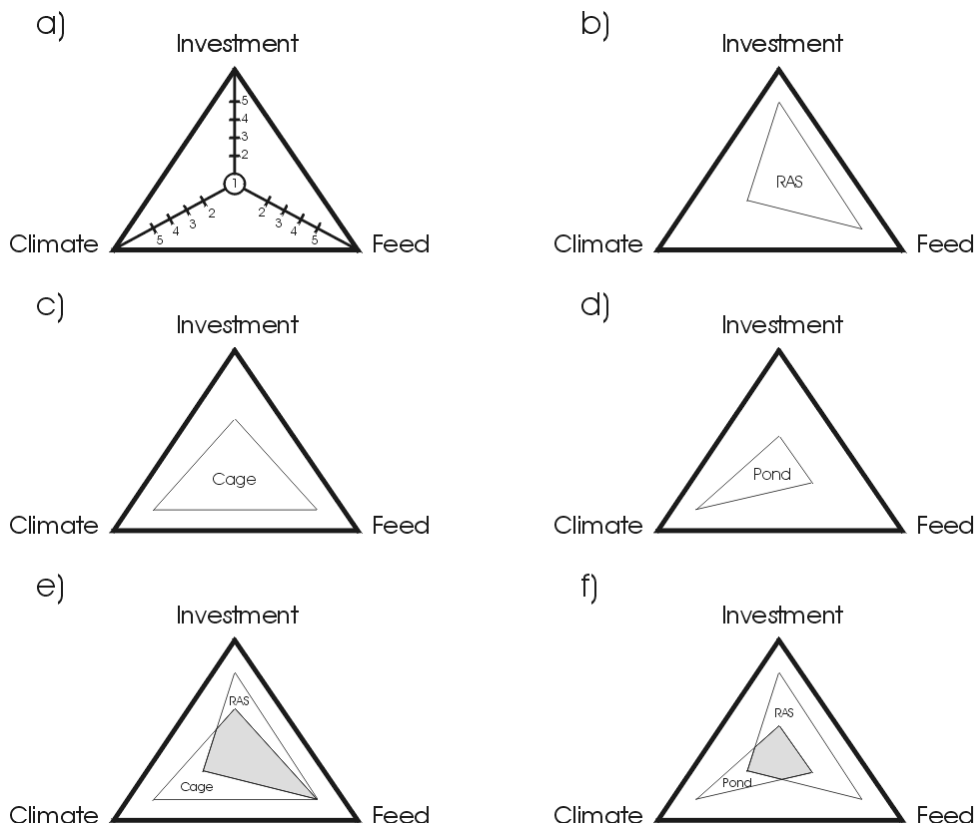 a)
Investment
5
4
3
2
1
2
2
3
3
4
4
5
5
Climate
Feed
b)
Investment
RAS
Climate
Feed
c)
Investment
Cage
Climate
Feed
d)
Investment
Pond
Climate
Feed
e)
Investment
RAS
Cage
Climate
Feed
f)
Investment
RAS
Pond
Climate
Feed